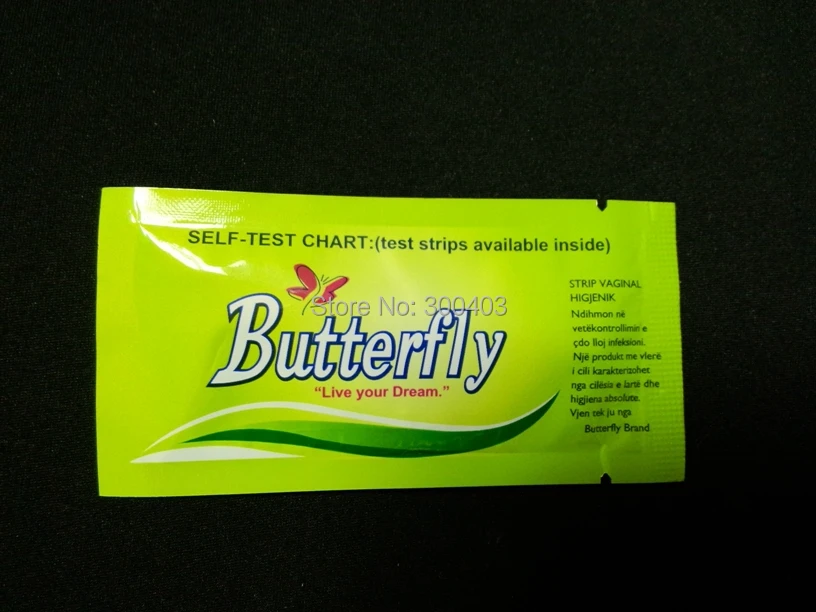 SELF-TEST CHART:(test strips available inside)
Store No: 300403
Butterfly
“Live your Dream.”
STRIP VAGINAL
HIGJENIK
Ndihmon në
vetëkontrollimin e
çdo lloj infeksioni.
Një produkt me vlerë
i cili karakterizohet
nga cilësia e lartë dhe
higjiena absolute.
Vjen tek ju nga
Butterfly Brand